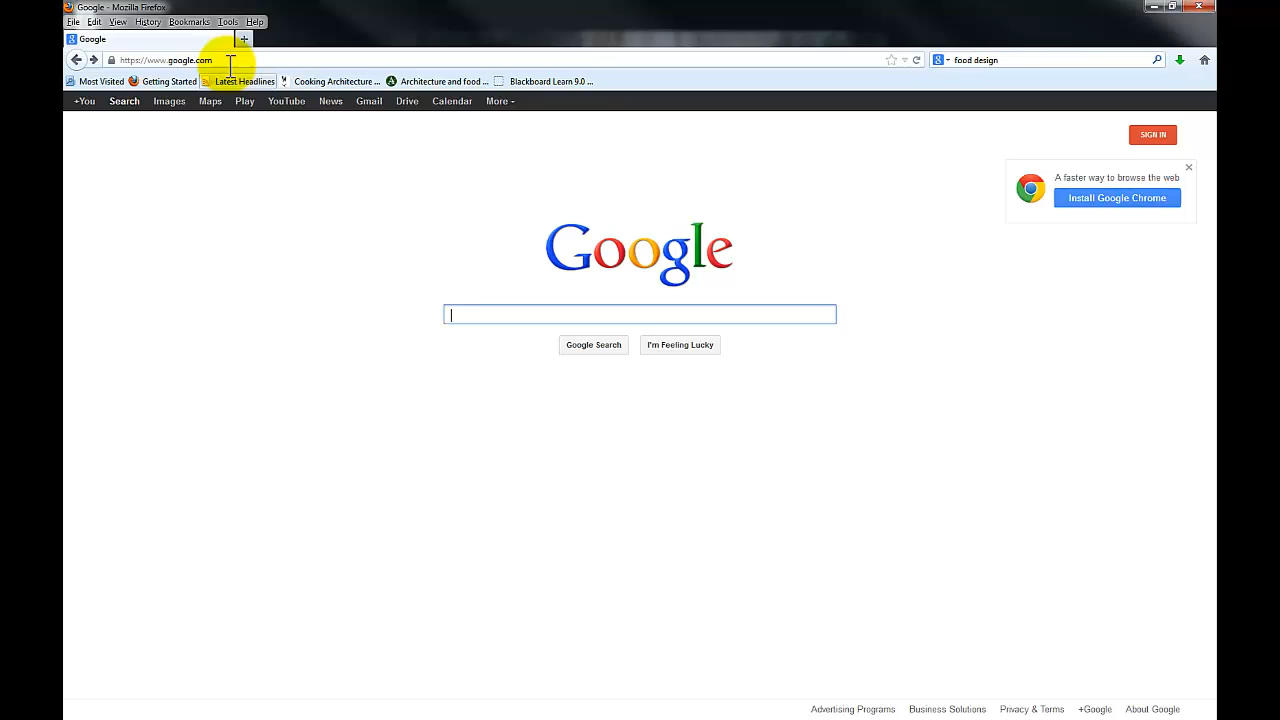 Google - Mozilla Firefox
File Edit View History Bookmarks Tools Help
Google
https://www.google.com food design
Most Visited Getting Started Latest Headlines Cooking Architecture ... Architecture and food ... Blackboard Learn 9.0 ...
+You Search Images Maps Play YouTube News Gmail Drive Calendar More
SIGN IN
A faster way to browse the web
Install Google Chrome
Google
Google Search I'm Feeling Lucky
Advertising Programs Business Solutions Privacy & Terms +Google About Google